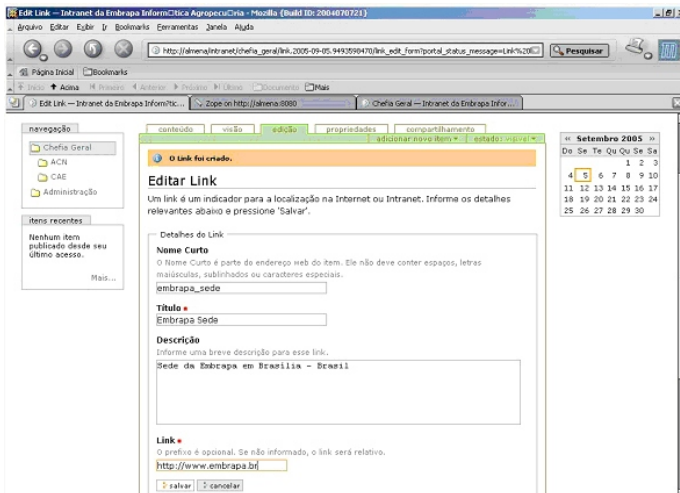 Edit Link — Intranet da Embrapa Inform□tica Agropecu□ria - Mozilla {Build ID: 2004070721}
Arquivo Editar Exibir Ir Bookmarks Ferramentas Janela Ajuda
http://almena/intranet/chefia_geral/link.2005-09-05.9493590470/link_edit_form?portal_status_message=Link%20 Pesquisar
Página Inicial Bookmarks
Início Acima Primeiro Anterior Próximo Último Documento Mais
Edit Link — Intranet da Embrapa Inform?tic... Zope on http://almena:8080 Chefia Geral — Intranet da Embrapa Infor...
navegação
Chefia Geral
ACN
CAE
Administração
itens recentes
Nenhum item
publicado desde seu
último acesso.
Mais...
conteúdo visão edição propriedades compartilhamento
adicionar novo item estado: visível
O Link foi criado.
Editar Link
Um link é um indicador para a localização na Internet ou Intranet. Informe os detalhes
relevantes abaixo e pressione 'Salvar'.
Detalhes do Link
Nome Curto
O Nome Curto é parte do endereço web do item. Ele não deve conter espaços, letras
maiúsculas, sublinhados ou caracteres especiais.
embrapa_sede
Título
Embrapa Sede
Descrição
Informe uma breve descrição para esse link.
Sede da Embrapa em Brasilia - Brasil
Link
O prefixo é opcional. Se não informado, o link será relativo.
http://www.embrapa.br
salvar cancelar
« Setembro 2005 »
Do Se Te Qu Qu Se Sa
1 2 3
4 5 6 7 8 9 10
11 12 13 14 15 16 17
18 19 20 21 22 23 24
25 26 27 28 29 30